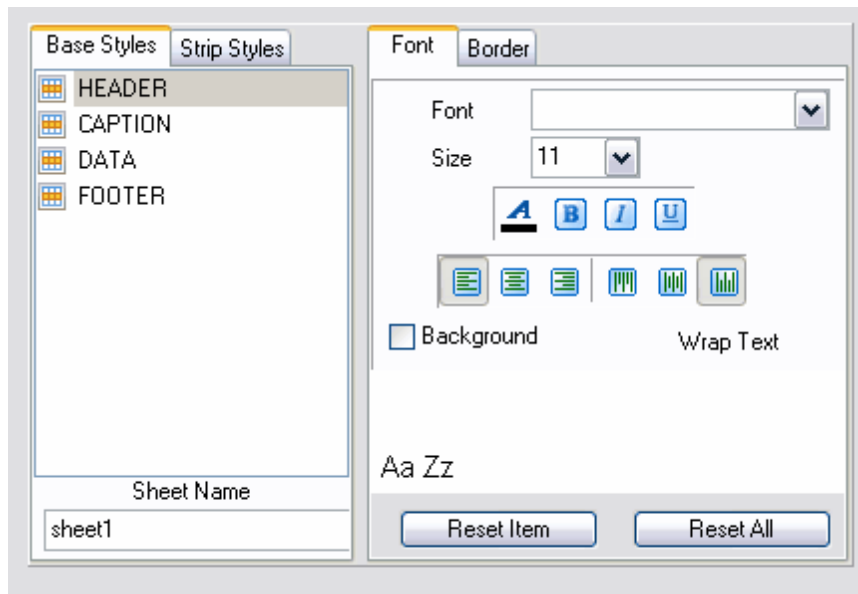 Base Styles
Strip Styles
HEADER
CAPTION
DATA
FOOTER
Sheet Name
sheet1
Font
Border
Font
Size
11
A B I U
Background
Wrap Text
Aa Zz
Reset Item
Reset All